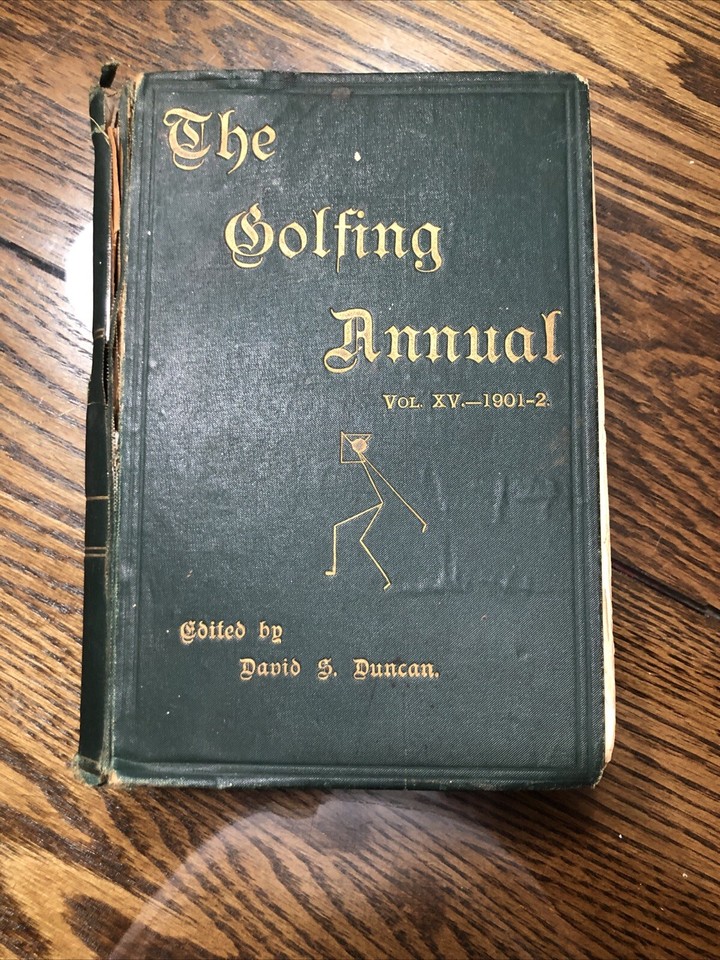 The
Golfing
Annual
VOL. XV.—1901-2.
Edited by
David S. Duncan.